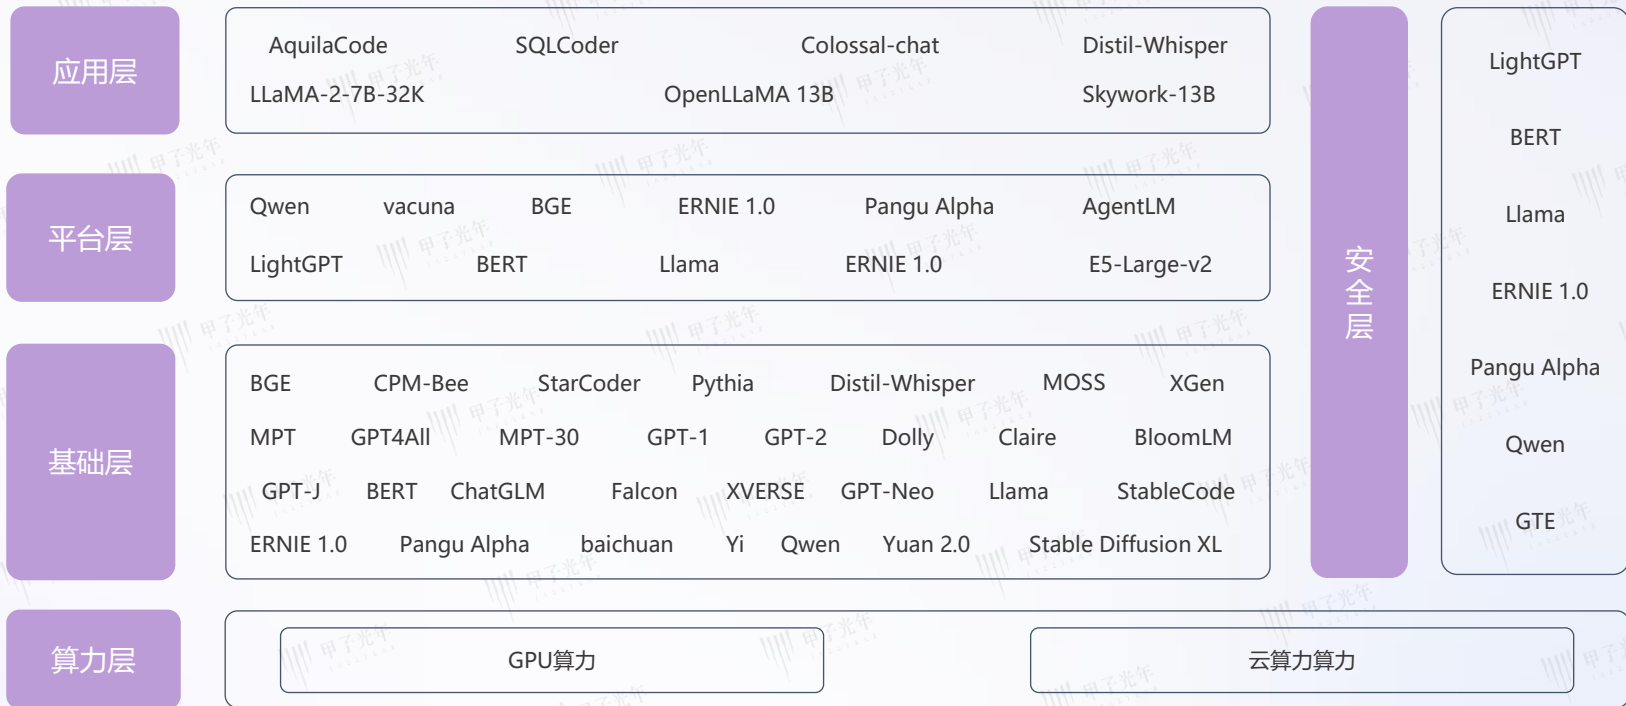 应用层
AquilaCode SQLCoder Colossal-chat Distil-Whisper
LLaMA-2-7B-32K OpenLLaMA 13B Skywork-13B
平台层
Qwen vacuna BGE ERNIE 1.0 Pangu Alpha AgentLM
LightGPT BERT Llama ERNIE 1.0 E5-Large-v2
基础层
BGE CPM-Bee StarCoder Pythia Distil-Whisper MOSS XGen
MPT GPT4All MPT-30 GPT-1 GPT-2 Dolly Claire BloomLM
GPT-J BERT ChatGLM Falcon XVERSE GPT-Neo Llama StableCode
ERNIE 1.0 Pangu Alpha baichuan Yi Qwen Yuan 2.0 Stable Diffusion XL
安全层
LightGPT
BERT
Llama
ERNIE 1.0
Pangu Alpha
Qwen
GTE
算力层
GPU算力 云算力算力
甲子光年